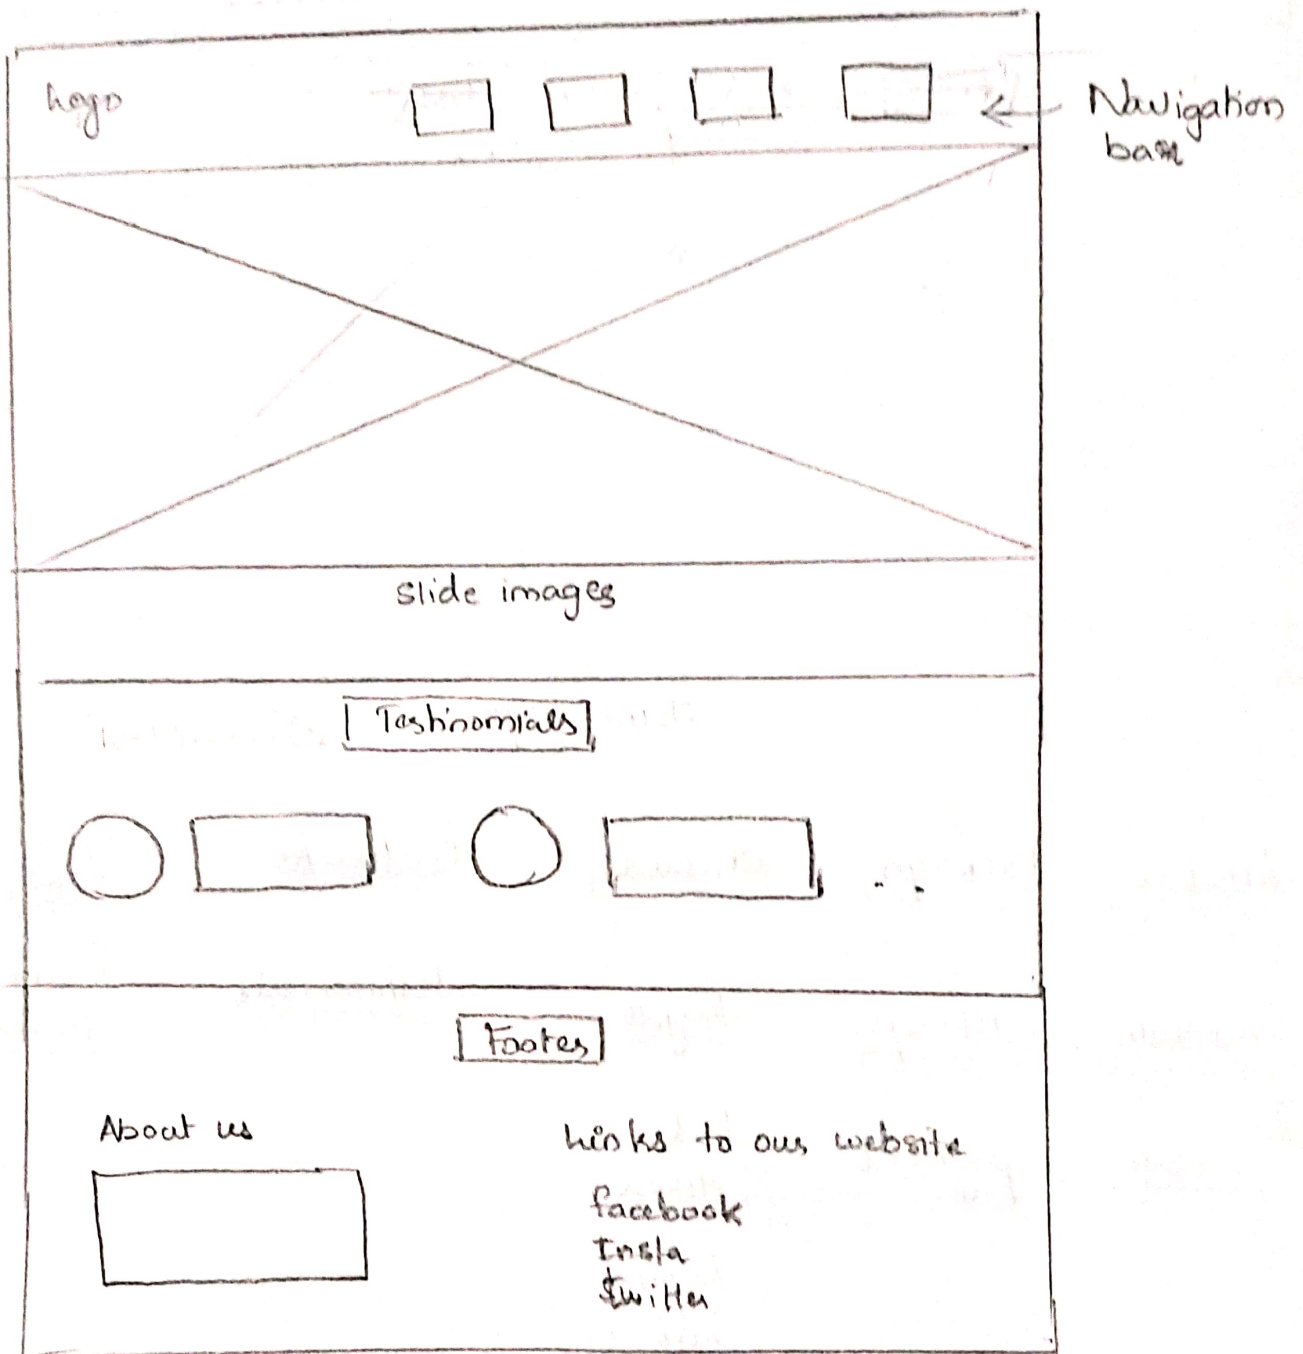 Logo
Navigation
bar
Slide images
Testinomials
Footer
About us
Links to our website
facebook
Insta
twitter